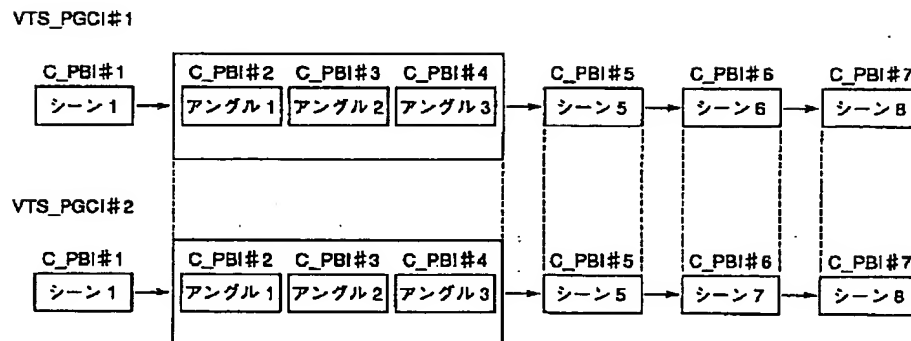 VTS_PGCI#1
C_PBI#1 C_PBI#2 C_PBI#3 C_PBI#4 C_PBI#5 C_PBI#6 C_PBI#7
シーン1 アングル1 アングル2 アングル3 シーン5 シーン6 シーン8
VTS_PGCI#2
C_PBI#1 C_PBI#2 C_PBI#3 C_PBI#4 C_PBI#5 C_PBI#6 C_PBI#7
シーン1 アングル1 アングル2 アングル3 シーン5 シーン7 シーン8